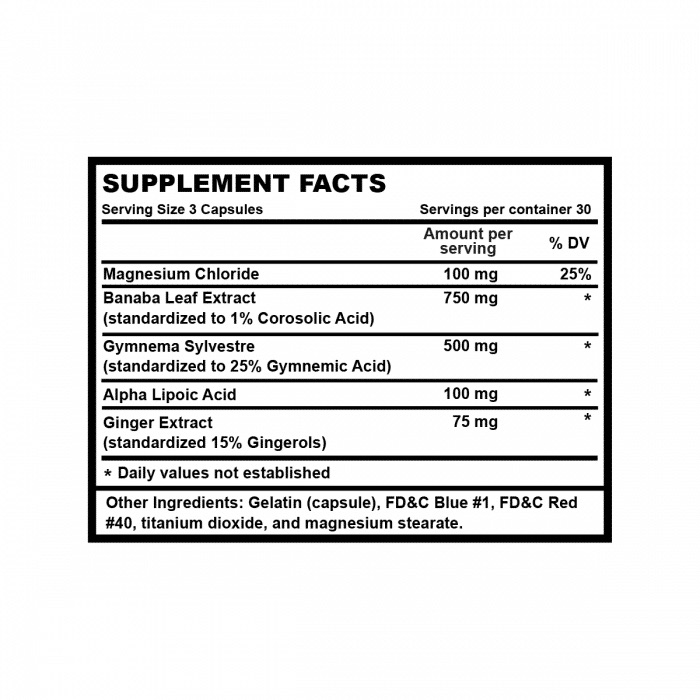 SUPPLEMENT FACTS
Serving Size 3 Capsules Servings per container 30
Amount per
serving % DV
Magnesium Chloride 100 mg 25%
Banaba Leaf Extract 750 mg *
(standardized to 1% Corosolic Acid)
Gymnema Sylvestre 500 mg *
(standardized to 25% Gymnemic Acid)
Alpha Lipoic Acid 100 mg *
Ginger Extract 75 mg *
(standardized 15% Gingerols)
* Daily values not established
Other Ingredients: Gelatin (capsule), FD&C Blue #1, FD&C Red
#40, titanium dioxide, and magnesium stearate.